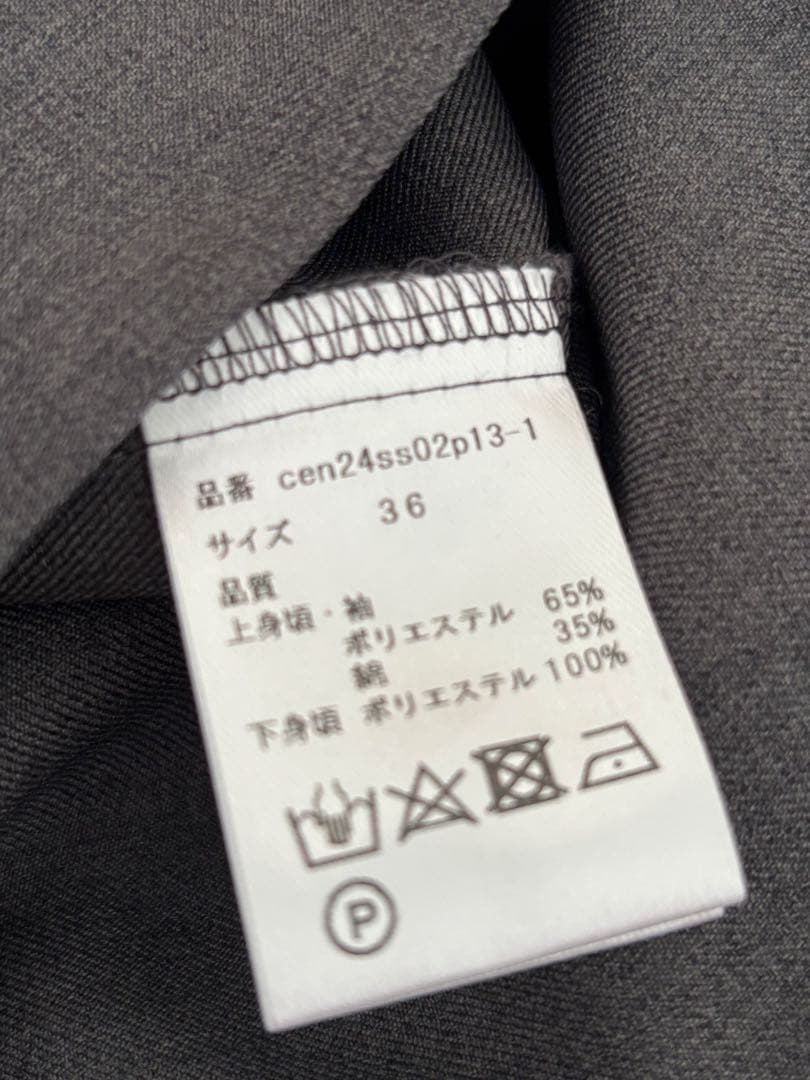 品番 cen24ss02p13-1
サイズ 36
品質
上身頃・袖
ポリエステル 65%
綿 35%
下身頃 ポリエステル 100%
P